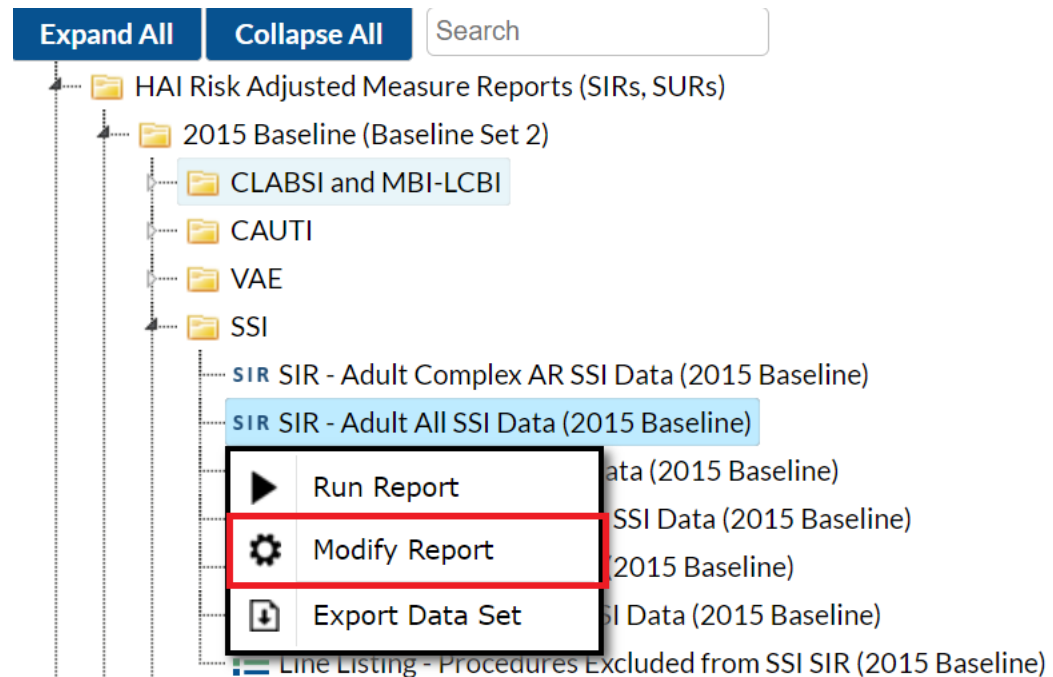 Expand All Collapse All Search
HAI Risk Adjusted Measure Reports (SIRs, SURs)
2015 Baseline (Baseline Set 2)
CLABSI and MBI-LCBI
CAUTI
VAE
SSI
SIR SIR - Adult Complex AR SSI Data (2015 Baseline)
SIR SIR - Adult All SSI Data (2015 Baseline)
ata (2015 Baseline)
Run Report
SSI Data (2015 Baseline)
Modify Report
(2015 Baseline)
Export Data Set
SI Data (2015 Baseline)
Line Listing - Procedures Excluded from SSI SIR (2015 Baseline)